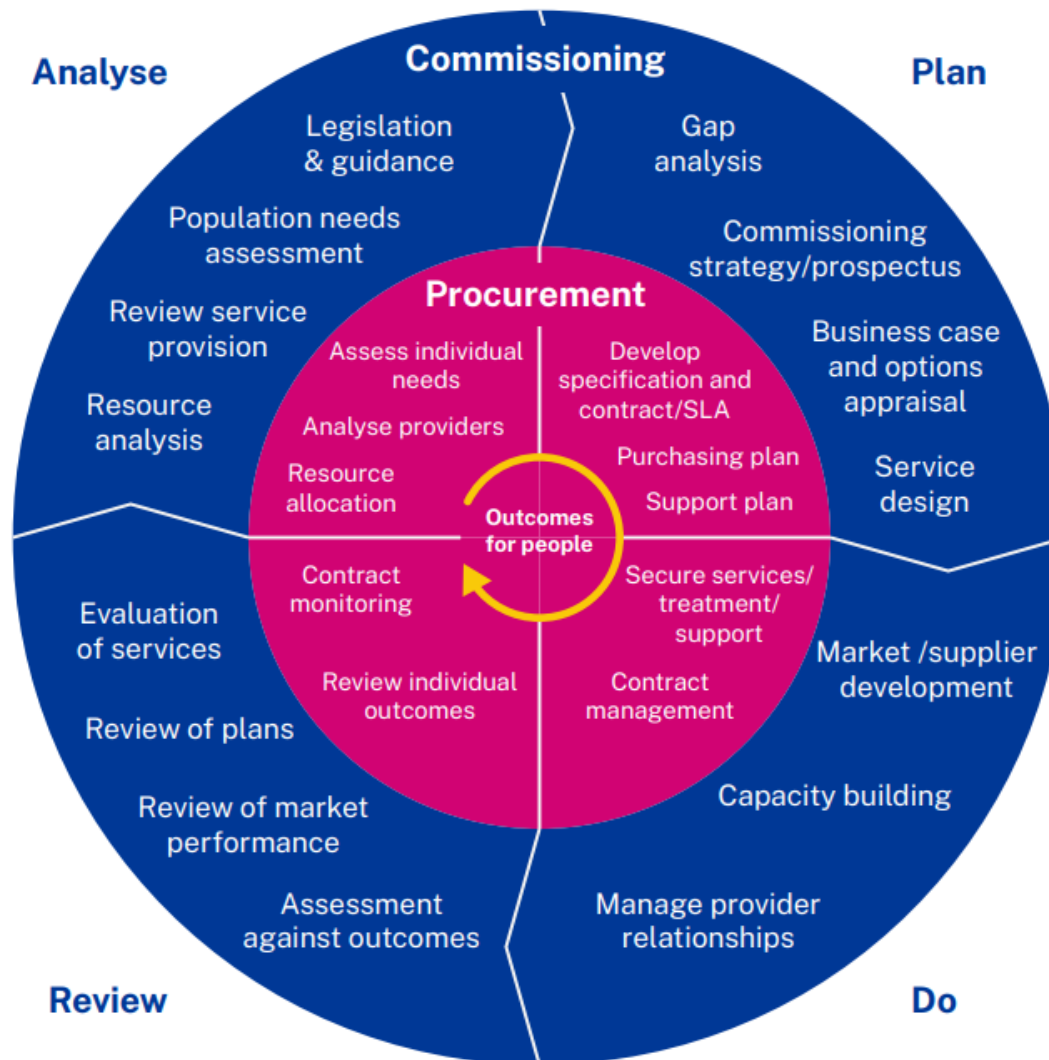 Analyse
Commissioning
Plan
Legislation
& guidance
Population needs
assessment
Review service
provision
Resource
analysis
Gap
analysis
Commissioning
strategy/prospectus
Business case
and options
appraisal
Service
design
Procurement
Assess individual
needs
Analyse providers
Resource
allocation
Develop
specification and
contract/SLA
Purchasing plan
Support plan
Outcomes
for people
Contract
monitoring
Review individual
outcomes
Secure services/
treatment/
support
Contract
management
Evaluation
of services
Review of plans
Review of market
performance
Assessment
against outcomes
Market /supplier
development
Capacity building
Manage provider
relationships
Review
Do